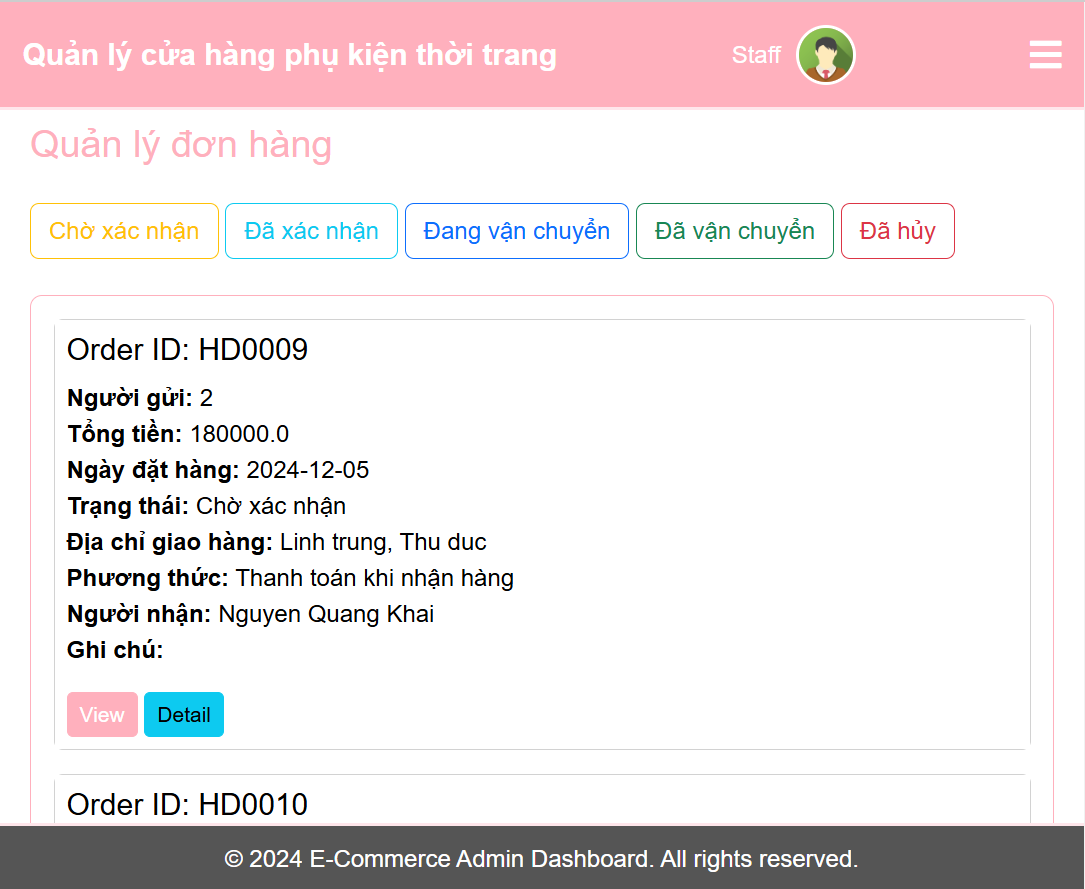 Quản lý cửa hàng phụ kiện thời trang
Staff
Quản lý đơn hàng
Chờ xác nhận
Đã xác nhận
Đang vận chuyển
Đã vận chuyển
Đã hủy
Order ID: HD0009
Người gửi: 2
Tổng tiền: 180000.0
Ngày đặt hàng: 2024-12-05
Trạng thái: Chờ xác nhận
Địa chỉ giao hàng: Linh trung, Thu duc
Phương thức: Thanh toán khi nhận hàng
Người nhận: Nguyen Quang Khai
Ghi chú:
View
Detail
Order ID: HD0010
© 2024 E-Commerce Admin Dashboard. All rights reserved.